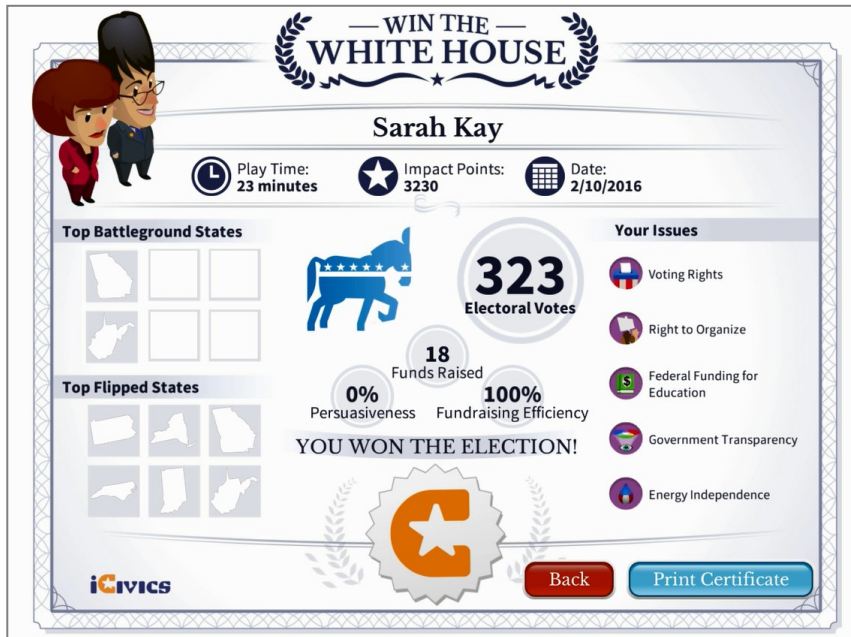 WIN THE
WHITE HOUSE
Sarah Kay
Play Time:
23 minutes
Impact Points:
3230
Date:
2/10/2016
Top Battleground States
323
Electoral Votes
18
Funds Raised
0%
Persuasiveness
100%
Fundraising Efficiency
Top Flipped States
YOU WON THE ELECTION!
Your Issues
Voting Rights
Right to Organize
$
Federal Funding for
Education
Government Transparency
Energy Independence
iCIVICS
Back
Print Certificate